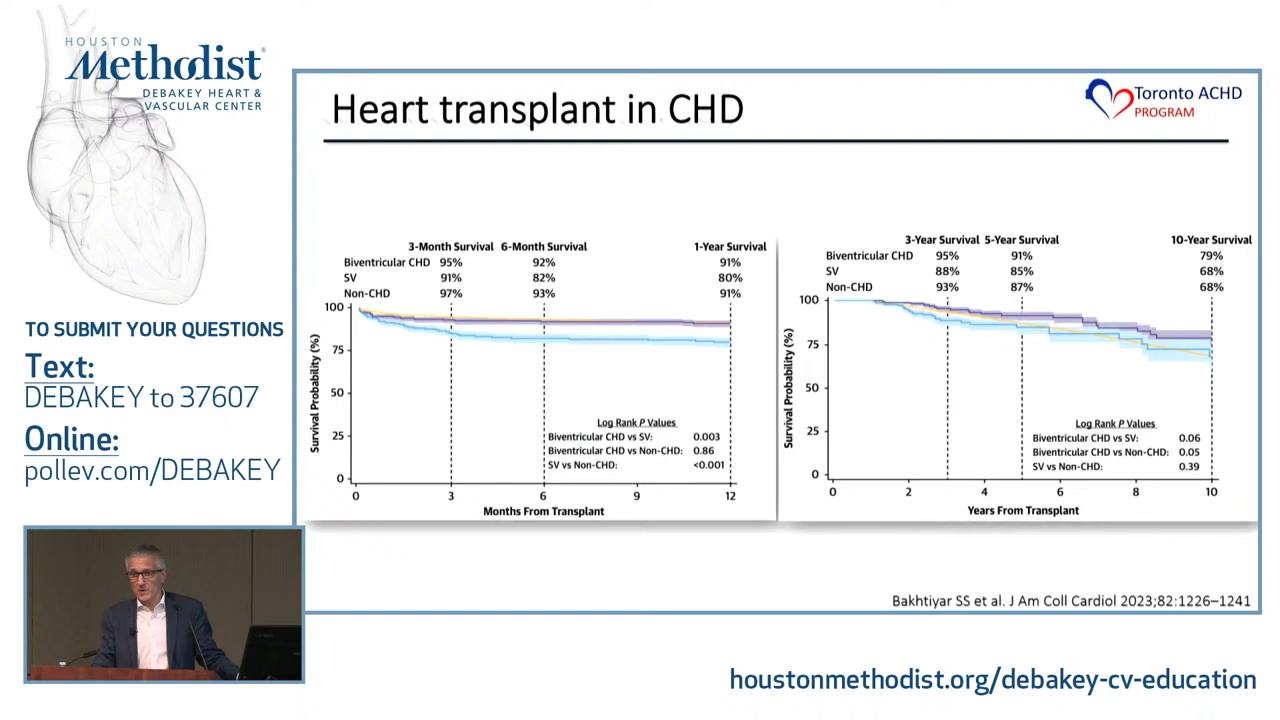 HOUSTON
Methodist®
DEBAKEY HEART &
VASCULAR CENTER
TO SUBMIT YOUR QUESTIONS
Text:
DEBAKEY to 37607
Online:
pollev.com/DEBAKEY
Heart transplant in CHD
Toronto ACHD
PROGRAM
3-Month Survival 6-Month Survival 1-Year Survival
Biventricular CHD 95% 92% 91%
SV 91% 82% 80%
Non-CHD 97% 93% 91%
100
75
50
25
0
Survival Probability (%)
Log Rank P Values
Biventricular CHD vs SV: 0.003
Biventricular CHD vs Non-CHD: 0.86
SV vs Non-CHD: <0.001
0 3 6 9 12
Months From Transplant
3-Year Survival 5-Year Survival 10-Year Survival
Biventricular CHD 95% 91% 79%
SV 88% 85% 68%
Non-CHD 93% 87% 68%
100
75
50
25
0
Survival Probability (%)
Log Rank P Values
Biventricular CHD vs SV: 0.06
Biventricular CHD vs Non-CHD: 0.05
SV vs Non-CHD: 0.39
0 2 4 6 8 10
Years From Transplant
Bakhtiyar SS et al. J Am Coll Cardiol 2023;82:1226–1241
houstonmethodist.org/debakey-cv-education